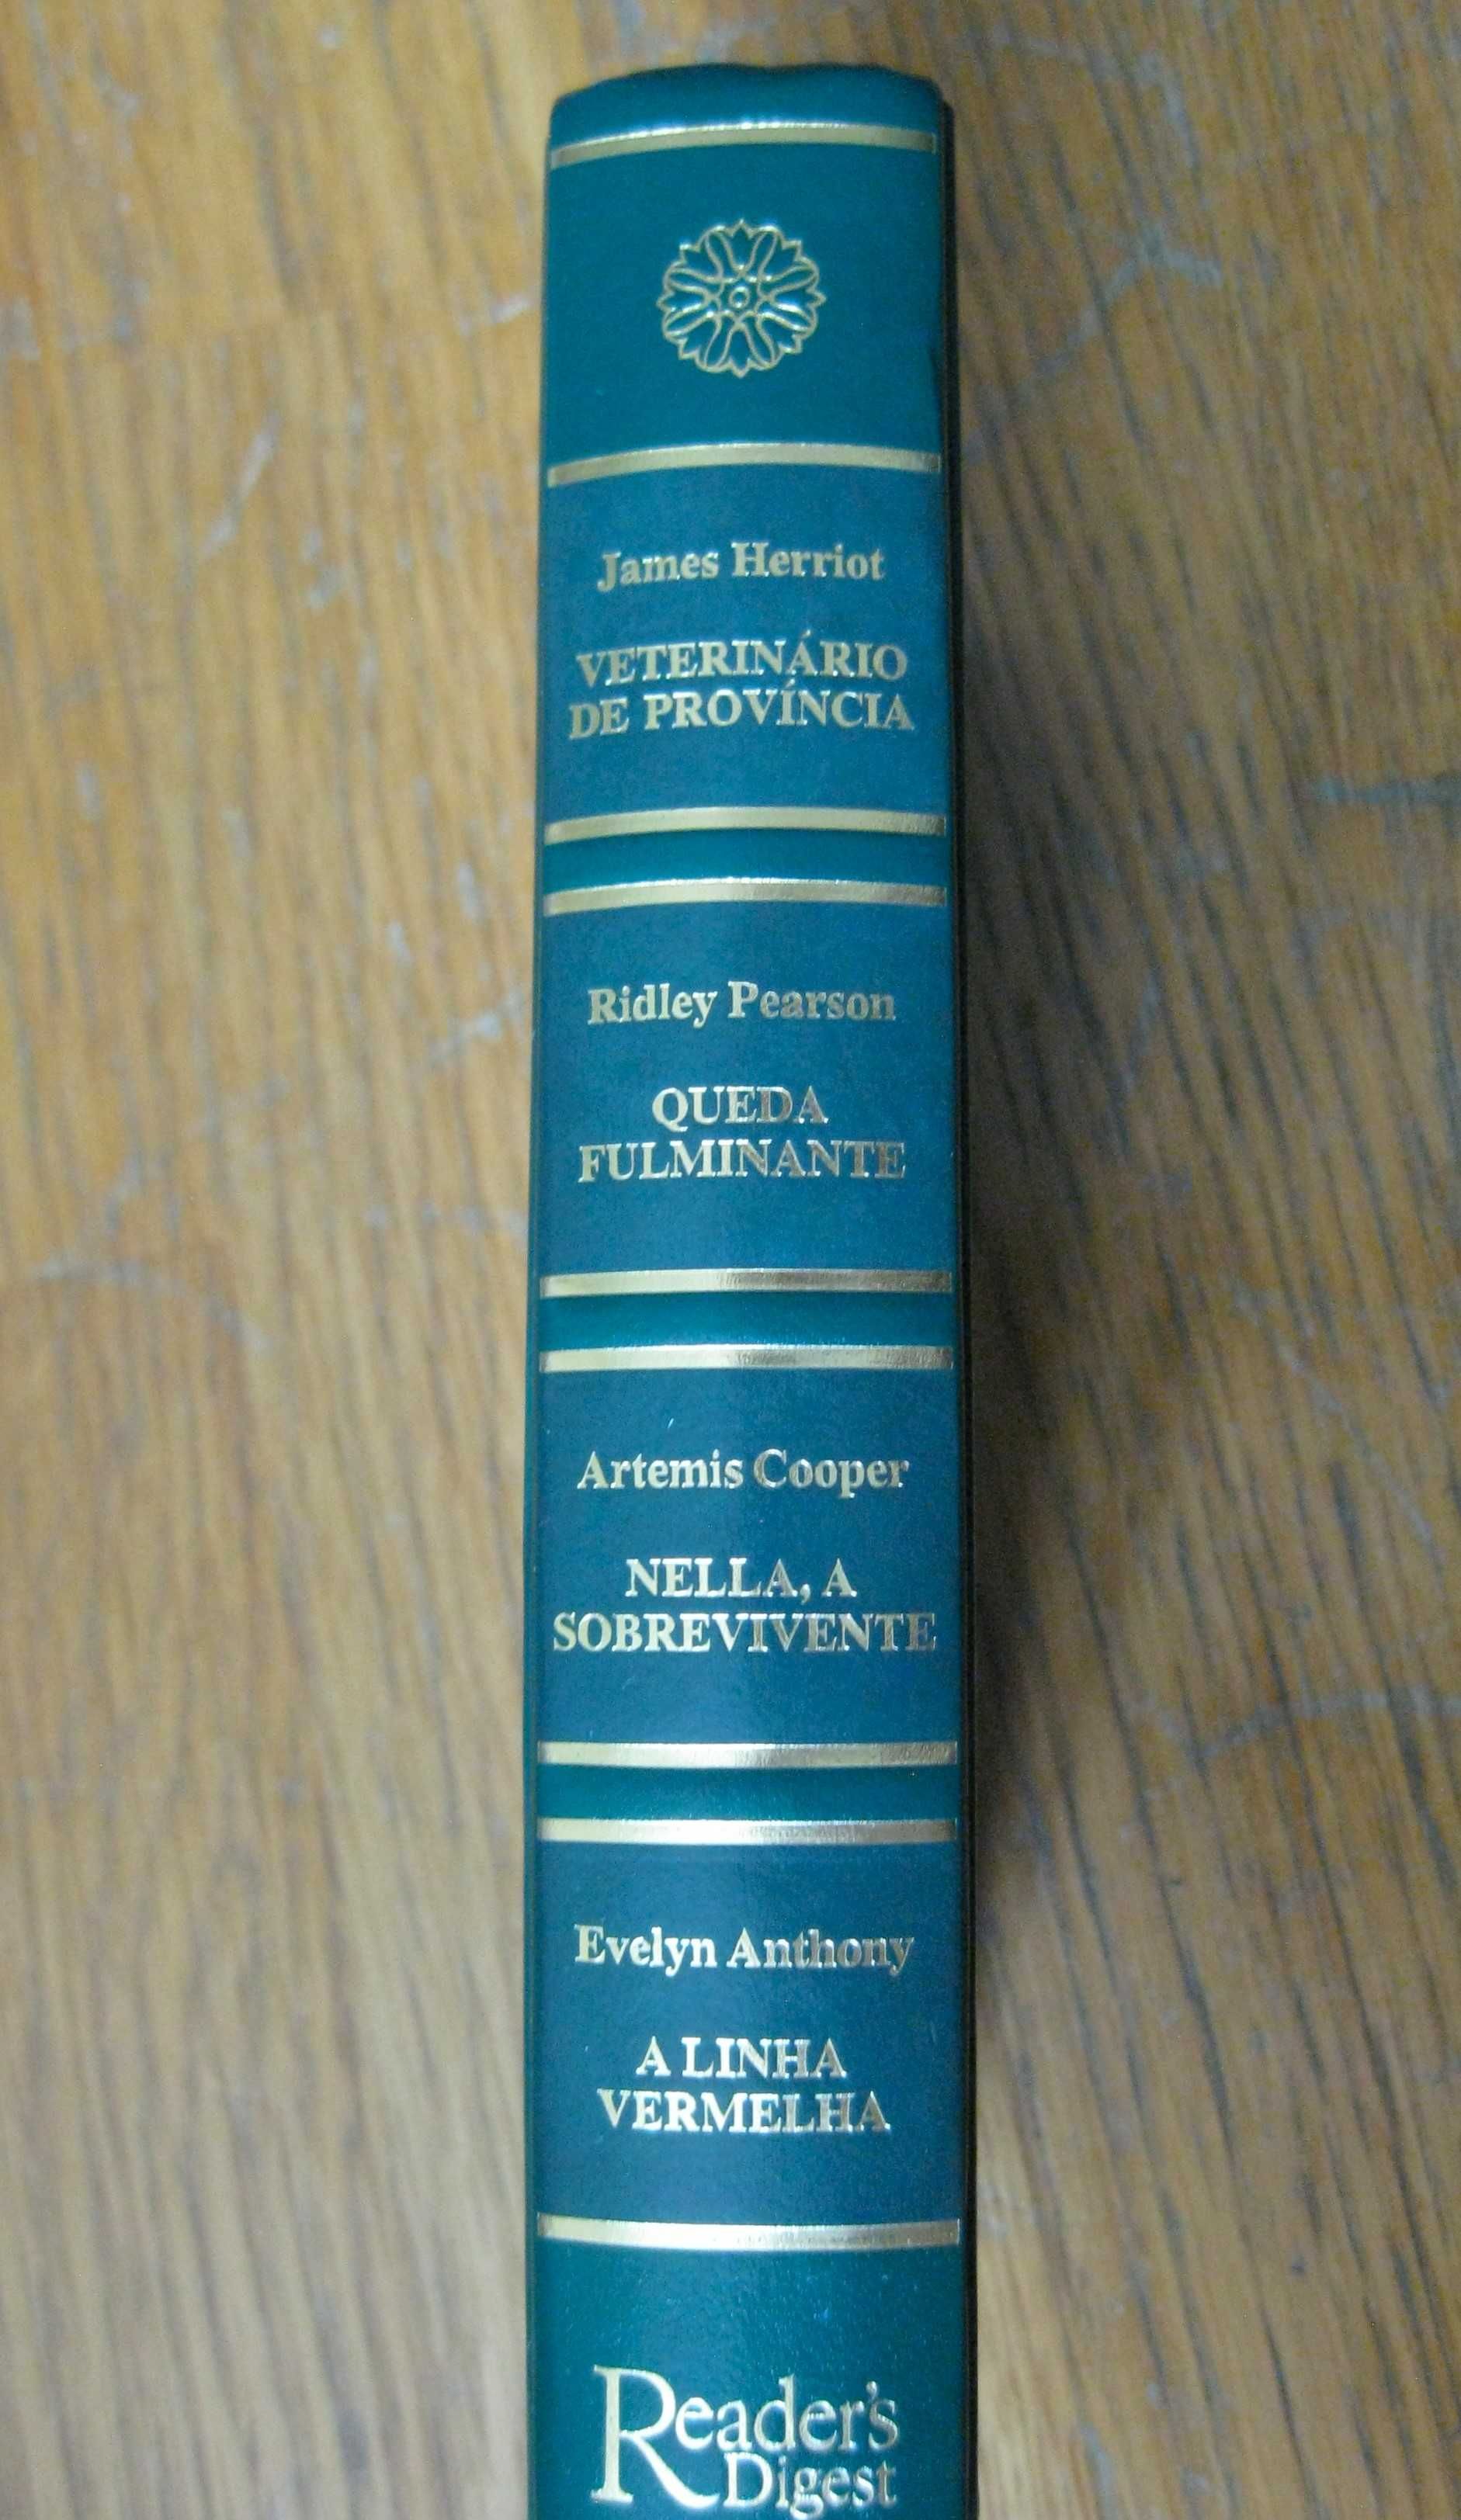 James Herriot
VETERINÁRIO
DE PROVÍNCIA
Ridley Pearson
QUEDA
FULMINANTE
Artemis Cooper
NELLA, A
SOBREVIVENTE
Evelyn Anthony
A LINHA
VERMELHA
Reader's
Digest